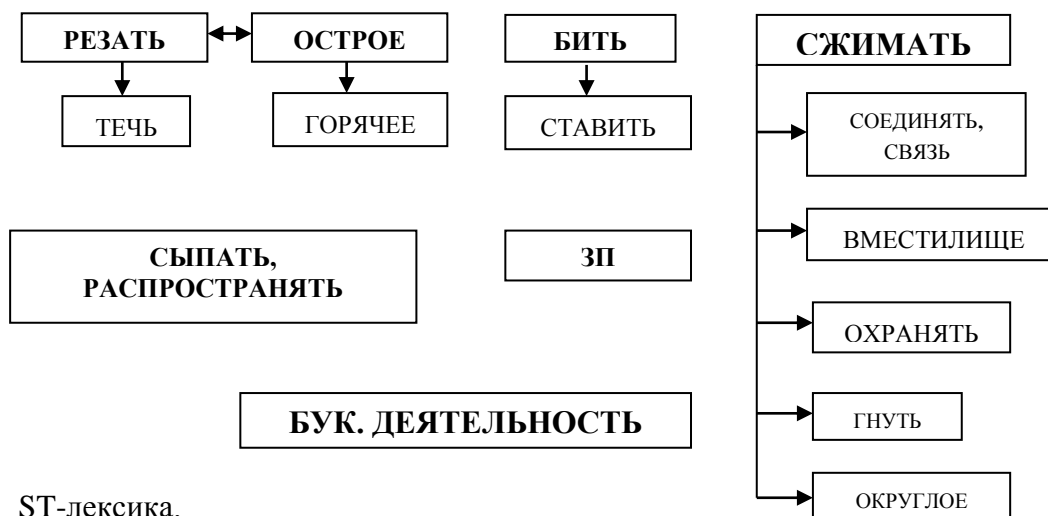 РЕЗАТЬ
ОСТРОЕ
БИТЬ
СЖИМАТЬ
ТЕЧЬ
ГОРЯЧЕЕ
СТАВИТЬ
СОЕДИНЯТЬ,
СВЯЗЬ
СЫПАТЬ,
РАСПРОСТРАНЯТЬ
ЗП
ВМЕСТИЛИЩЕ
ОХРАНЯТЬ
БУК. ДЕЯТЕЛЬНОСТЬ
ГНУТЬ
ОКРУГЛОЕ
ST-лексика.